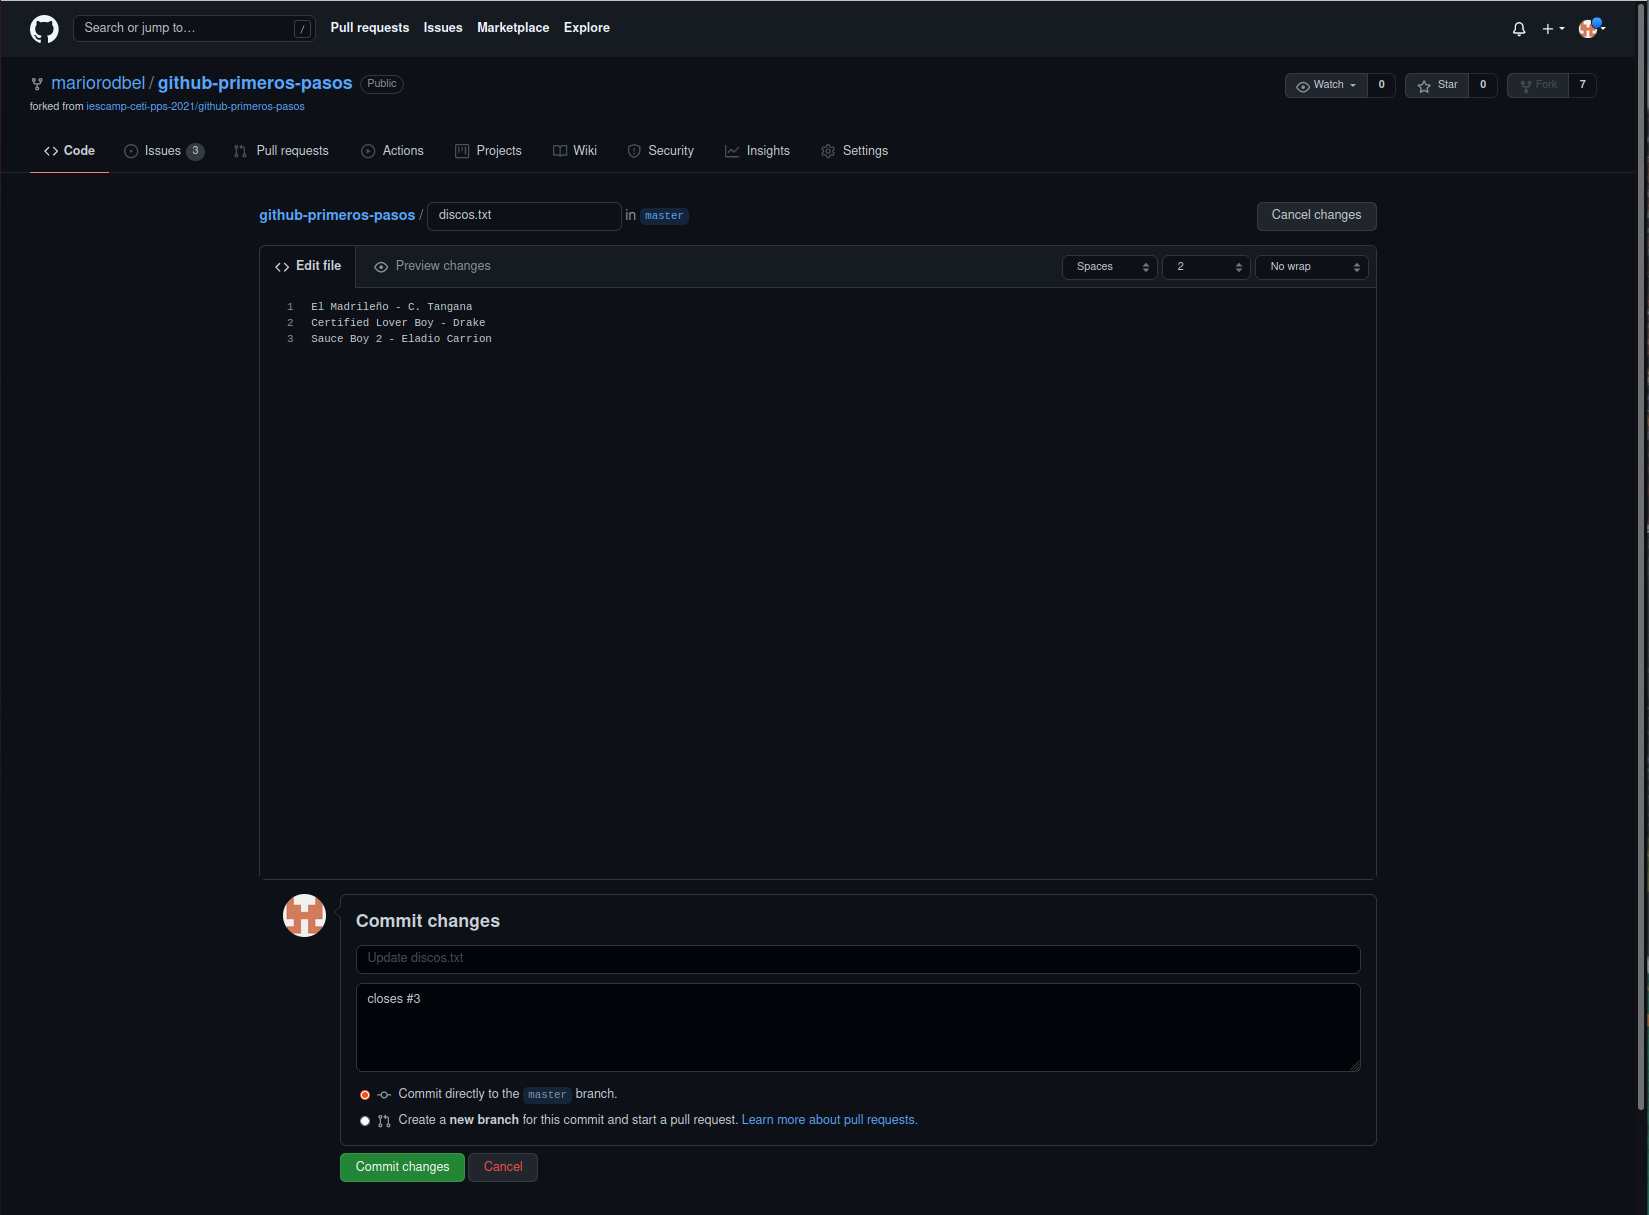 Search or jump to... /
Pull requests Issues Marketplace Explore
mariorodbel / github-primeros-pasos Public
forked from iescamp-ceti-pps-2021/github-primeros-pasos
Watch 0 Star 0 Fork 7
Code Issues 3 Pull requests Actions Projects Wiki Security Insights Settings
github-primeros-pasos / discos.txt in master Cancel changes
Edit file Preview changes Spaces 2 No wrap
1 El Madrileño - C. Tangana
2 Certified Lover Boy - Drake
3 Sauce Boy 2 - Eladio Carrion
Commit changes
Update discos.txt
closes #3
Commit directly to the master branch.
Create a new branch for this commit and start a pull request. Learn more about pull requests.
Commit changes Cancel